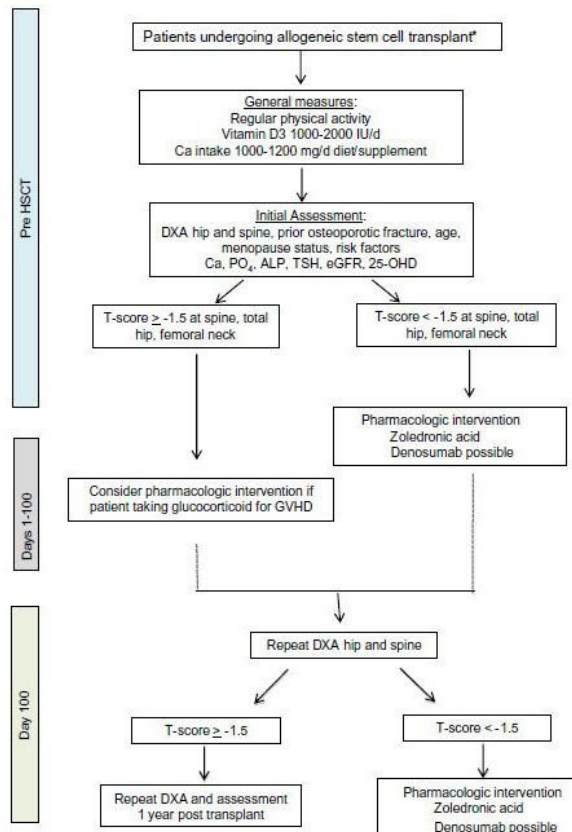 Patients undergoing allogeneic stem cell transplant*
General measures:
Regular physical activity
Vitamin D3 1000-2000 IU/d
Ca intake 1000-1200 mg/d diet/supplement
Pre HSCT
Initial Assessment:
DXA hip and spine, prior osteoporotic fracture, age,
menopause status, risk factors
Ca, PO₄, ALP, TSH, eGFR, 25-OHD
T-score ≥ -1.5 at spine, total
hip, femoral neck
T-score < -1.5 at spine, total
hip, femoral neck
Pharmacologic intervention
Zoledronic acid
Denosumab possible
Days 1-100
Consider pharmacologic intervention if
patient taking glucocorticoid for GVHD
Repeat DXA hip and spine
Day 100
T-score ≥ -1.5
T-score < -1.5
Repeat DXA and assessment
1 year post transplant
Pharmacologic intervention
Zoledronic acid
Denosumab possible